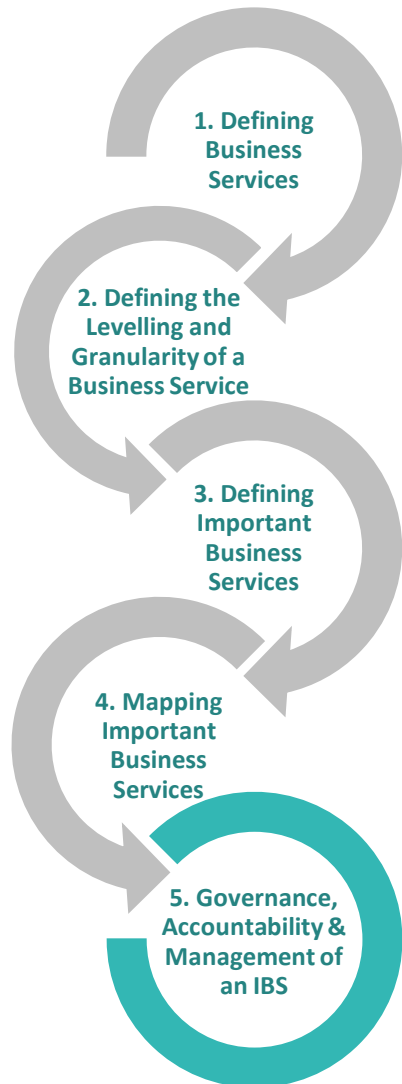 1. Defining
Business
Services
2. Defining the
Levelling and
Granularity of a
Business Service
3. Defining
Important
Business
Services
4. Mapping
Important
Business
Services
5. Governance,
Accountability &
Management of
an IBS